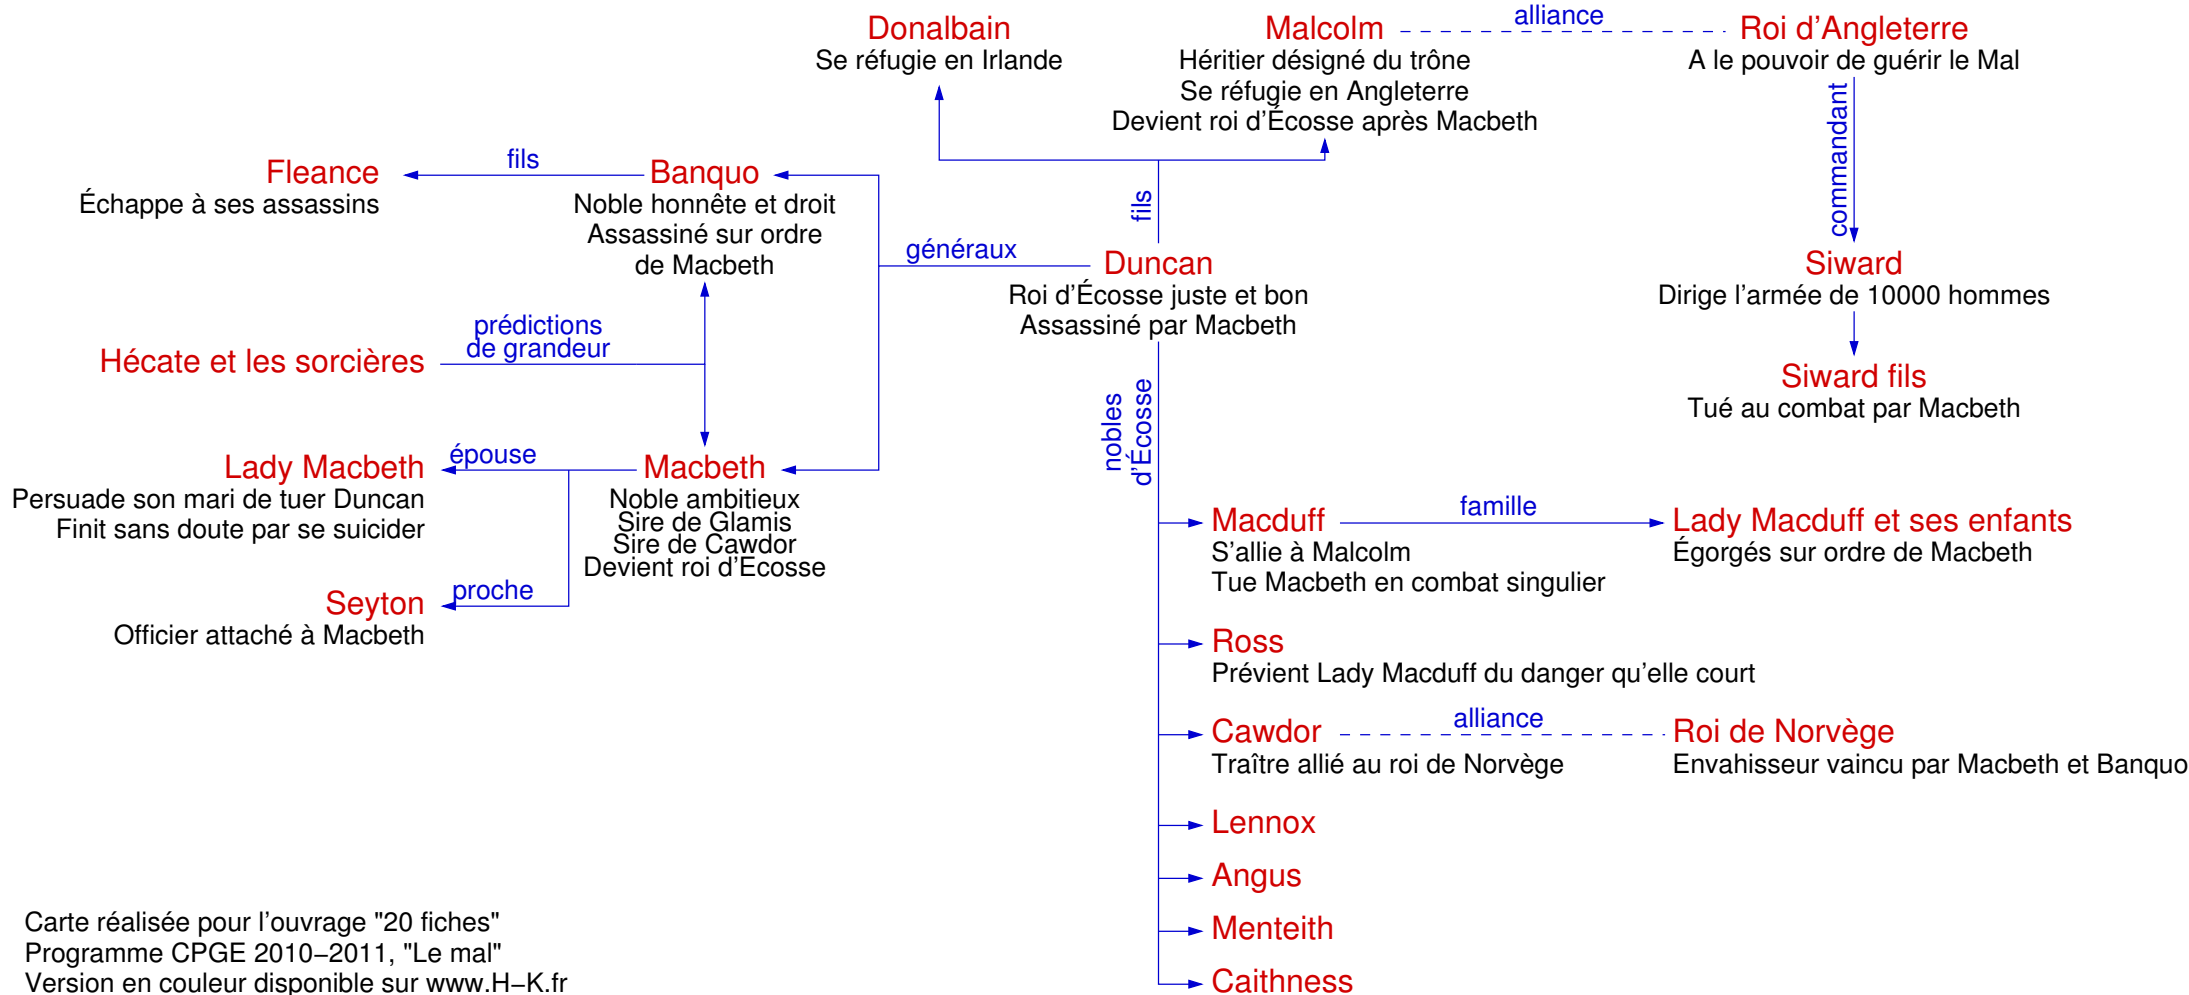 Donalbain
Se réfugie en Irlande
Malcolm
Héritier désigné du trône
Se réfugie en Angleterre
Devient roi d'Écosse après Macbeth
alliance
Roi d'Angleterre
A le pouvoir de guérir le Mal
commandant
Siward
Dirige l'armée de 10000 hommes
Siward fils
Tué au combat par Macbeth
Fleance
Échappe à ses assassins
fils
Banquo
Noble honnête et droit
Assassiné sur ordre
de Macbeth
généraux
fils
Duncan
Roi d'Écosse juste et bon
Assassiné par Macbeth
Hécate et les sorcières
prédictions
de grandeur
Lady Macbeth
Persuade son mari de tuer Duncan
Finit sans doute par se suicider
épouse
Macbeth
Noble ambitieux
Sire de Glamis
Sire de Cawdor
Devient roi d'Ecosse
Seyton
Officier attaché à Macbeth
proche
nobles
d'Écosse
Macduff
S'allie à Malcolm
Tue Macbeth en combat singulier
famille
Lady Macduff et ses enfants
Égorgés sur ordre de Macbeth
Ross
Prévient Lady Macduff du danger qu'elle court
Cawdor
Traître allié au roi de Norvège
alliance
Roi de Norvège
Envahisseur vaincu par Macbeth et Banquo
Lennox
Angus
Menteith
Caithness
Carte réalisée pour l'ouvrage "20 fiches"
Programme CPGE 2010−2011, "Le mal"
Version en couleur disponible sur www.H−K.fr